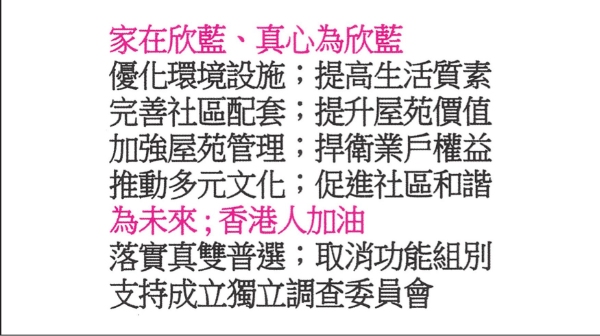 家在欣藍、真心為欣藍
優化環境設施；提高生活質素
完善社區配套；提升屋苑價值
加強屋苑管理；捍衛業戶權益
推動多元文化；促進社區和諧
為未來；香港人加油
落實真雙普選；取消功能組別
支持成立獨立調查委員會